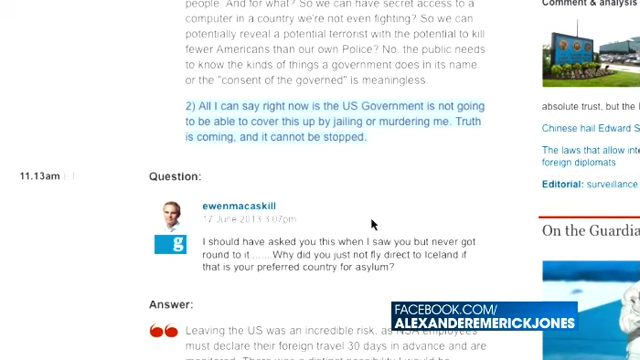 people. And for what? So we can have secret access to a
computer in a country we're not even fighting? So we can
potentially reveal a potential terrorist with the potential to kill
fewer Americans than our own Police? No, the public needs
to know the kinds of things a government does in its name,
or the "consent of the governed" is meaningless.
2) All I can say right now is the US Government is not going
to be able to cover this up by jailing or murdering me. Truth
is coming, and it cannot be stopped.
11.13am
Question:
ewenmacaskill
17 June 2013 3:07pm
g
I should have asked you this when I saw you but never got
round to it.......Why did you just not fly direct to Iceland if
that is your preferred country for asylum?
Answer:
Leaving the US was an incredible risk, as NSA employees
must declare their foreign travel 30 days in advance and are
monitored. There was a distinct possibility I would be
Comment & analysis
absolute trust, but the
Chinese hail Edward S
The laws that allow inte
foreign diplomats
Editorial: surveillance
On the Guardia
FACEBOOK.COM/
ALEXANDEREMERICKJONES